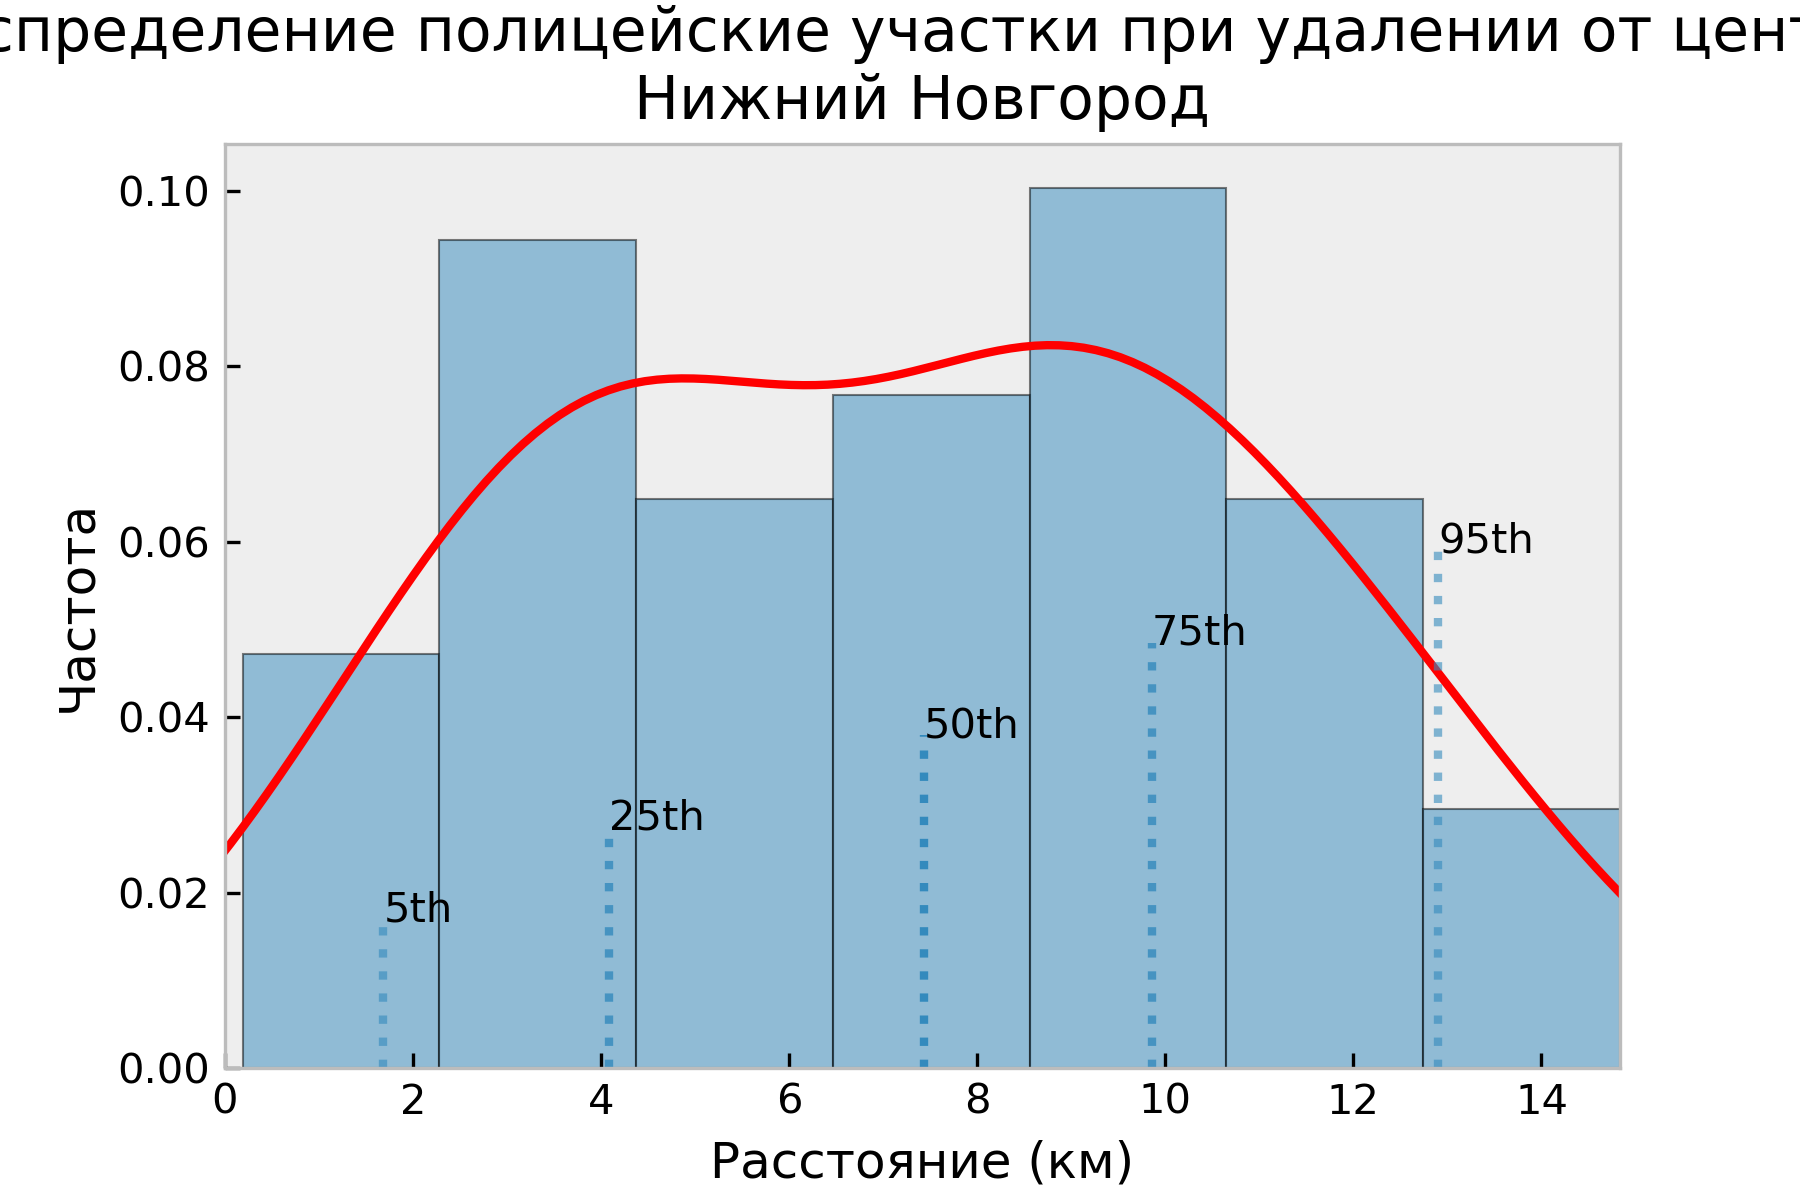 спределение полицейские участки при удалении от цент
Нижний Новгород
0.10
0.08
0.06
0.04
0.02
0.00
Частота
5th
25th
50th
75th
95th
0 2 4 6 8 10 12 14
Расстояние (км)